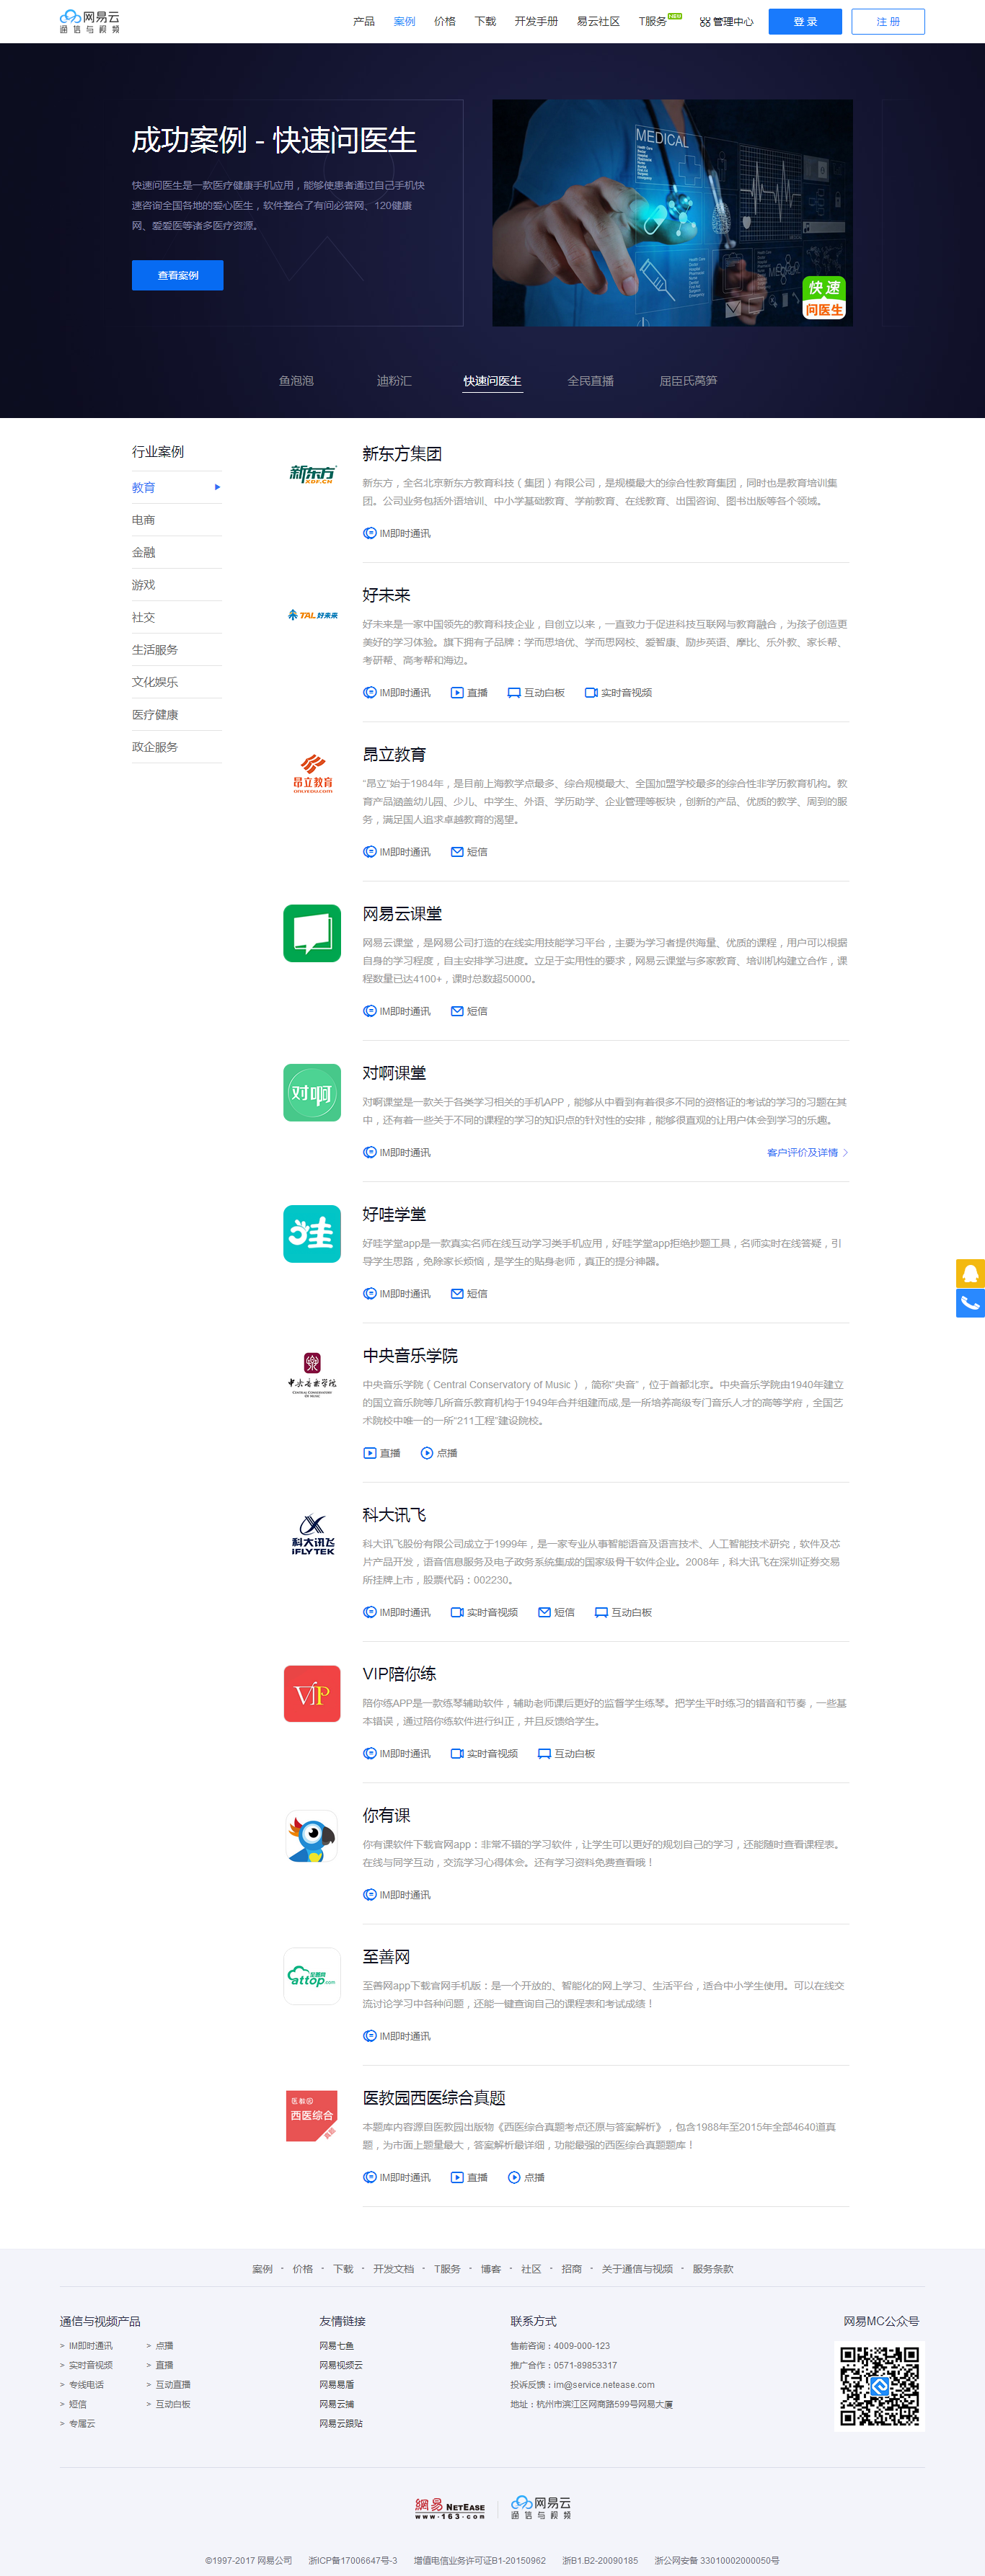 网易云
通信与视频
产品 案例 价格 下载 开发手册 易云社区 T服务 NEW 管理中心 登 录 注 册
成功案例 - 快速问医生
快速问医生是一款医疗健康手机应用，能够使患者通过自己手机快
速咨询全国各地的爱心医生，软件整合了有问必答网、120健康
网、爱爱医等诸多医疗资源。
查看案例
MEDICAL
快速
问医生
鱼泡泡 迪粉汇 快速问医生 全民直播 屈臣氏莴笋
行业案例
教育
电商
金融
游戏
社交
生活服务
文化娱乐
医疗健康
政企服务
新东方
XDF.CN
新东方集团
新东方，全名北京新东方教育科技（集团）有限公司，是规模最大的综合性教育集团，同时也是教育培训集
团。公司业务包括外语培训、中小学基础教育、学前教育、在线教育、出国咨询、图书出版等各个领域。
IM即时通讯
TAL 好未来
好未来
好未来是一家中国领先的教育科技企业，自创立以来，一直致力于促进科技互联网与教育融合，为孩子创造更
美好的学习体验。旗下拥有子品牌：学而思培优、学而思网校、爱智康、励步英语、摩比、乐外教、家长帮、
考研帮、高考帮和海边。
IM即时通讯 直播 互动白板 实时音视频
昂立教育
ONLYEDU.COM
昂立教育
“昂立”始于1984年，是目前上海教学点最多、综合规模最大、全国加盟学校最多的综合性非学历教育机构。教
育产品涵盖幼儿园、少儿、中学生、外语、学历助学、企业管理等板块，创新的产品、优质的教学、周到的服
务，满足国人追求卓越教育的渴望。
IM即时通讯 短信
网易云课堂
网易云课堂，是网易公司打造的在线实用技能学习平台，主要为学习者提供海量、优质的课程，用户可以根据
自身的学习程度，自主安排学习进度。立足于实用性的要求，网易云课堂与多家教育、培训机构建立合作，课
程数量已达4100+，课时总数超50000。
IM即时通讯 短信
对啊
对啊课堂
对啊课堂是一款关于各类学习相关的手机APP，能够从中看到有着很多不同的资格证的考试的学习的习题在其
中，还有着一些关于不同的课程的学习的知识点的针对性的安排，能够很直观的让用户体会到学习的乐趣。
IM即时通讯 客户评价及详情
哇
好哇学堂
好哇学堂app是一款真实名师在线互动学习类手机应用，好哇学堂app拒绝抄题工具，名师实时在线答疑，引
导学生思路，免除家长烦恼，是学生的贴身老师，真正的提分神器。
IM即时通讯 短信
中央音乐学院
CENTRAL CONSERVATORY
OF MUSIC
中央音乐学院
中央音乐学院（Central Conservatory of Music），简称“央音”，位于首都北京。中央音乐学院由1940年建立
的国立音乐院等几所音乐教育机构于1949年合并组建而成,是一所培养高级专门音乐人才的高等学府，全国艺
术院校中唯一的一所“211工程”建设院校。
直播 点播
科大讯飞
IFLYTEK
科大讯飞
科大讯飞股份有限公司成立于1999年，是一家专业从事智能语音及语言技术、人工智能技术研究，软件及芯
片产品开发，语音信息服务及电子政务系统集成的国家级骨干软件企业。2008年，科大讯飞在深圳证券交易
所挂牌上市，股票代码：002230。
IM即时通讯 实时音视频 短信 互动白板
VIP
VIP陪你练
陪你练APP是一款练琴辅助软件，辅助老师课后更好的监督学生练琴。把学生平时练习的错音和节奏，一些基
本错误，通过陪你练软件进行纠正，并且反馈给学生。
IM即时通讯 实时音视频 互动白板
你有课
你有课软件下载官网app：非常不错的学习软件，让学生可以更好的规划自己的学习，还能随时查看课程表。
在线与同学互动，交流学习心得体会。还有学习资料免费查看哦！
IM即时通讯
至善网
attop.com
至善网
至善网app下载官网手机版：是一个开放的、智能化的网上学习、生活平台，适合中小学生使用。可以在线交
流讨论学习中各种问题，还能一键查询自己的课程表和考试成绩！
IM即时通讯
医教园
西医综合
真题
医教园西医综合真题
本题库内容源自医教园出版物《西医综合真题考点还原与答案解析》，包含1988年至2015年全部4640道真
题，为市面上题量最大，答案解析最详细，功能最强的西医综合真题题库！
IM即时通讯 直播 点播
案例 - 价格 - 下载 - 开发文档 - T服务 - 博客 - 社区 - 招商 - 关于通信与视频 - 服务条款
通信与视频产品 友情链接 联系方式 网易MC公众号
> IM即时通讯 > 点播 网易七鱼 售前咨询：4009-000-123
> 实时音视频 > 直播 网易视频云 推广合作：0571-89853317
> 专线电话 > 互动直播 网易易盾 投诉反馈：im@service.netease.com
> 短信 > 互动白板 网易云捕 地址：杭州市滨江区网商路599号网易大厦
> 专属云 网易云跟贴
網易 NETEASE
www.163.com
网易云
通信与视频
©1997-2017 网易公司 浙ICP备17006647号-3 增值电信业务许可证B1-20150962 浙B1.B2-20090185 浙公网安备 33010002000050号